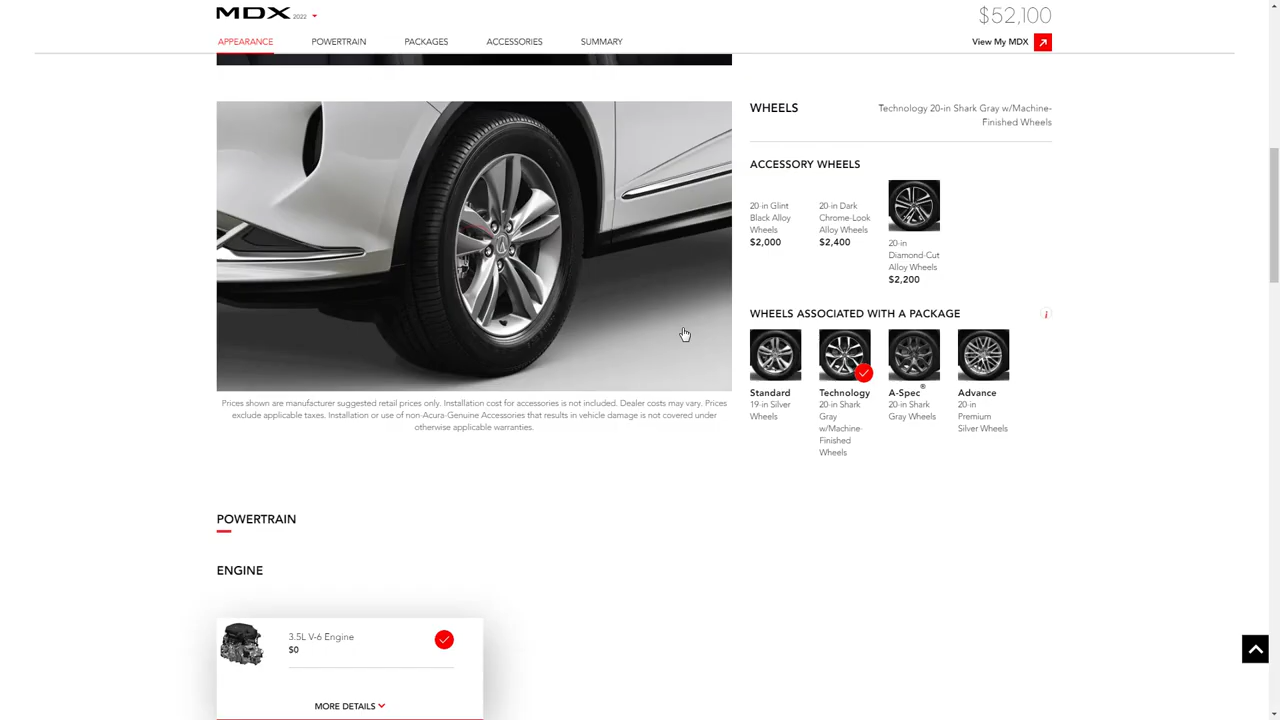 MDX 2022
$52,100
APPEARANCE
POWERTRAIN
PACKAGES
ACCESSORIES
SUMMARY
View My MDX
WHEELS
Technology 20-in Shark Gray w/Machine-
Finished Wheels
ACCESSORY WHEELS
20-in Glint
Black Alloy
Wheels
$2,000
20-in Dark
Chrome-Look
Alloy Wheels
$2,400
20-in
Diamond-Cut
Alloy Wheels
$2,200
WHEELS ASSOCIATED WITH A PACKAGE
i
Standard
19-in Silver
Wheels
Technology
20-in Shark
Gray
w/Machine-
Finished
Wheels
A-Spec®
20-in Shark
Gray Wheels
Advance
20-in
Premium
Silver Wheels
Prices shown are manufacturer suggested retail prices only. Installation cost for accessories is not included. Dealer costs may vary. Prices
exclude applicable taxes. Installation or use of non-Acura-Genuine Accessories that results in vehicle damage is not covered under
otherwise applicable warranties.
POWERTRAIN
ENGINE
3.5L V-6 Engine
$0
MORE DETAILS